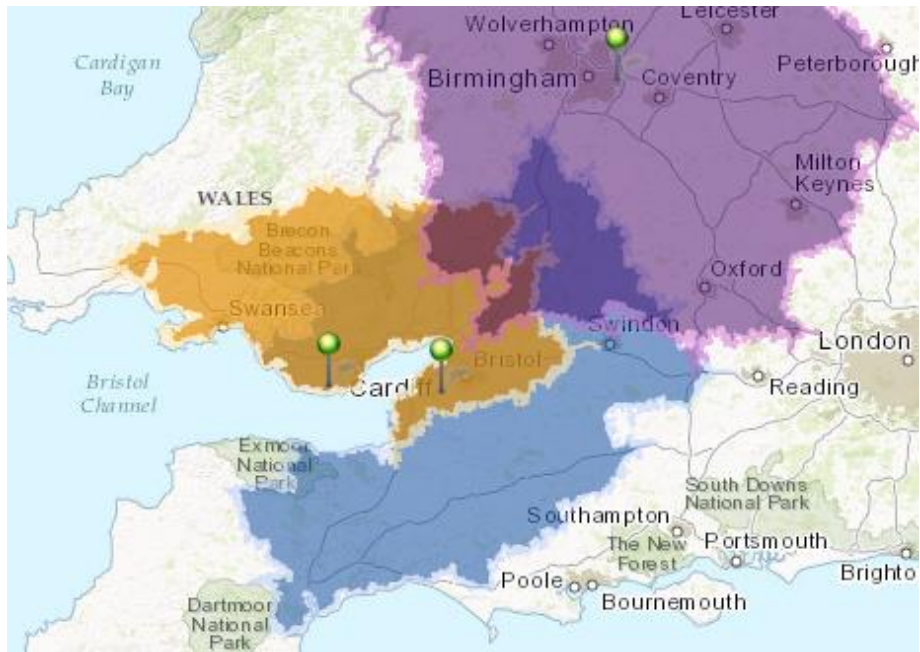 Wolverhampton
Leicester
Cardigan
Bay
Birmingham
Coventry
Peterborough
Milton
Keynes
WALES
Brecon
Beacons
National Park
Oxford
Swansea
Swindon
London
Cardiff
Bristol
Reading
Bristol
Channel
Exmoor
National
Park
South Downs
National Park
Southampton
The New
Forest
Portsmouth
Poole
Brighto
Bournemouth
Dartmoor
National
Park